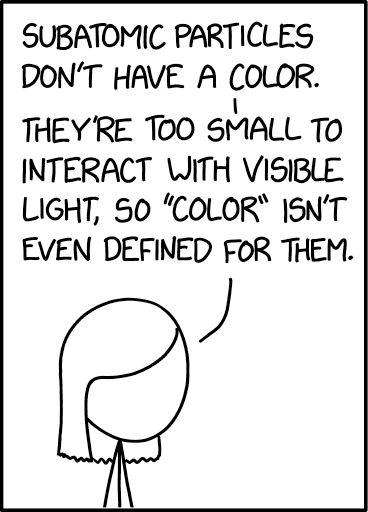 SUBATOMIC PARTICLES
DON'T HAVE A COLOR.
THEY'RE TOO SMALL TO
INTERACT WITH VISIBLE
LIGHT, SO "COLOR" ISN'T
EVEN DEFINED FOR THEM.